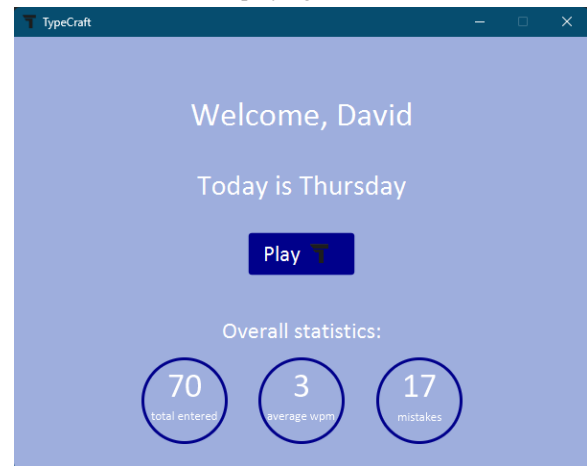 TypeCraft
Welcome, David
Today is Thursday
Play
Overall statistics:
70 3 17
total entered average wpm mistakes